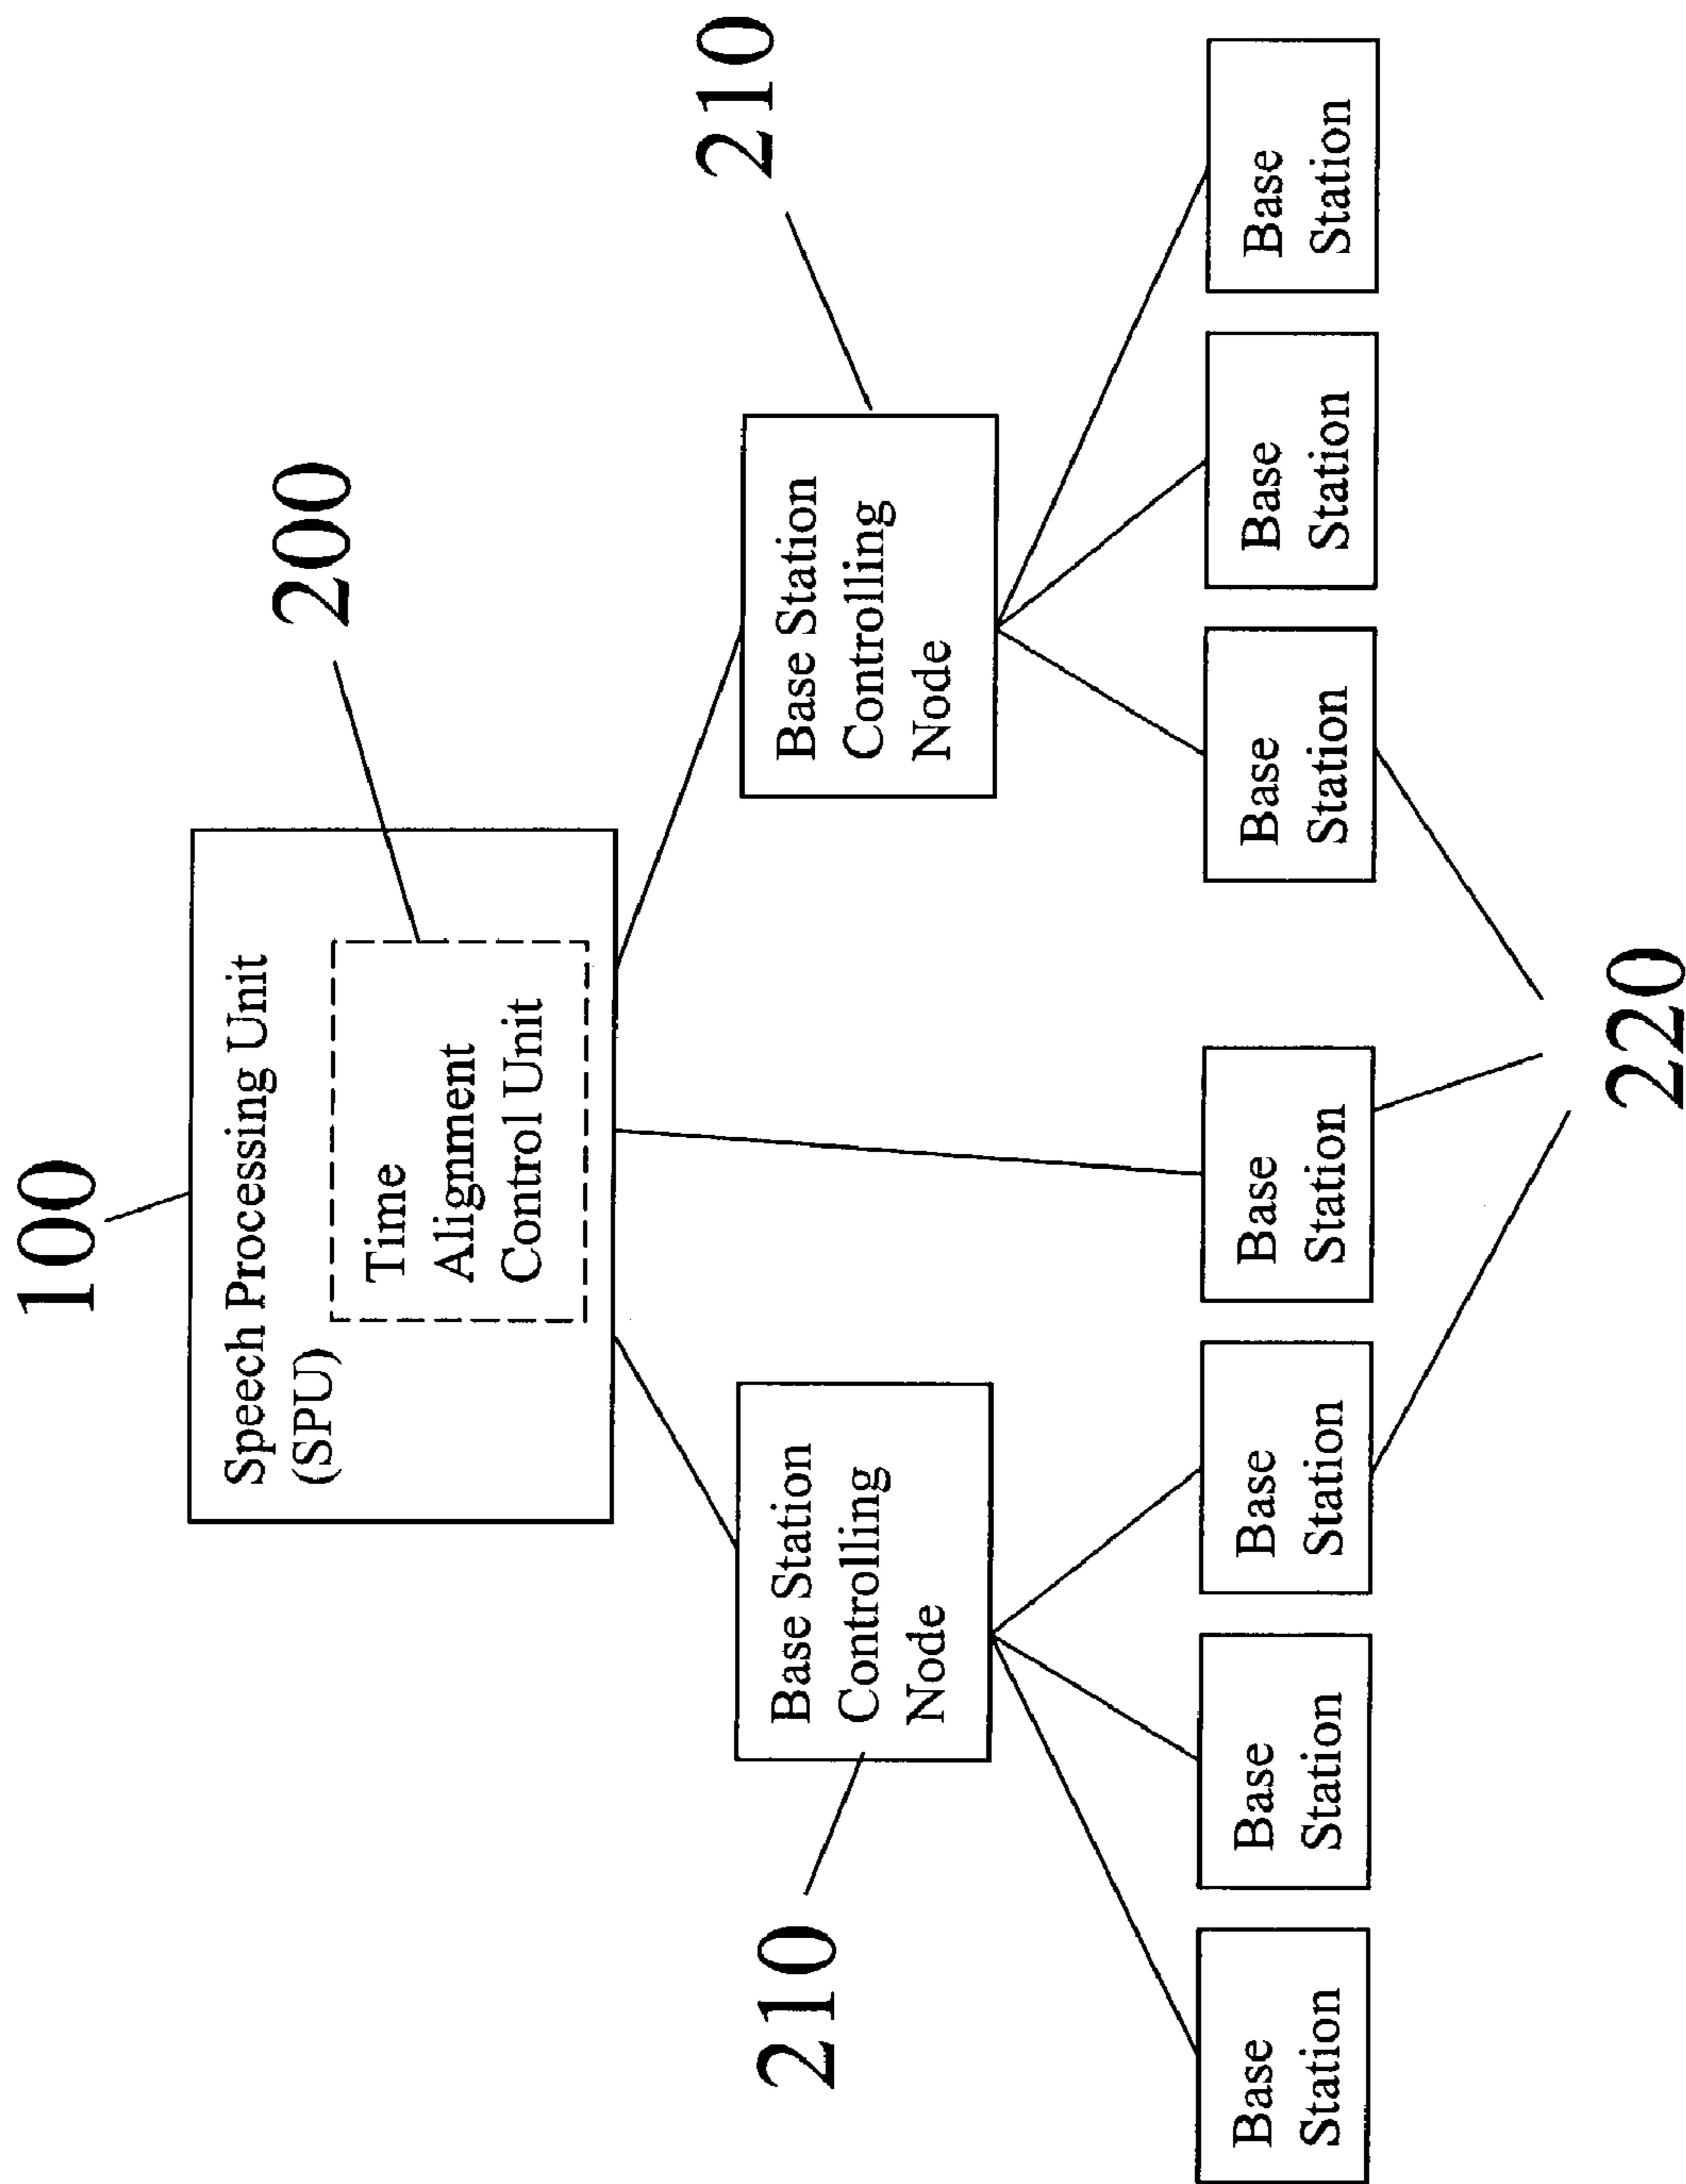 100
Speech Processing Unit
(SPU)
200
Time
Alignment
Control Unit
210
Base Station
Controlling
Node
210
Base Station
Controlling
Node
Base
Station
Base
Station
Base
Station
Base
Station
Base
Station
Base
Station
Base
Station
220